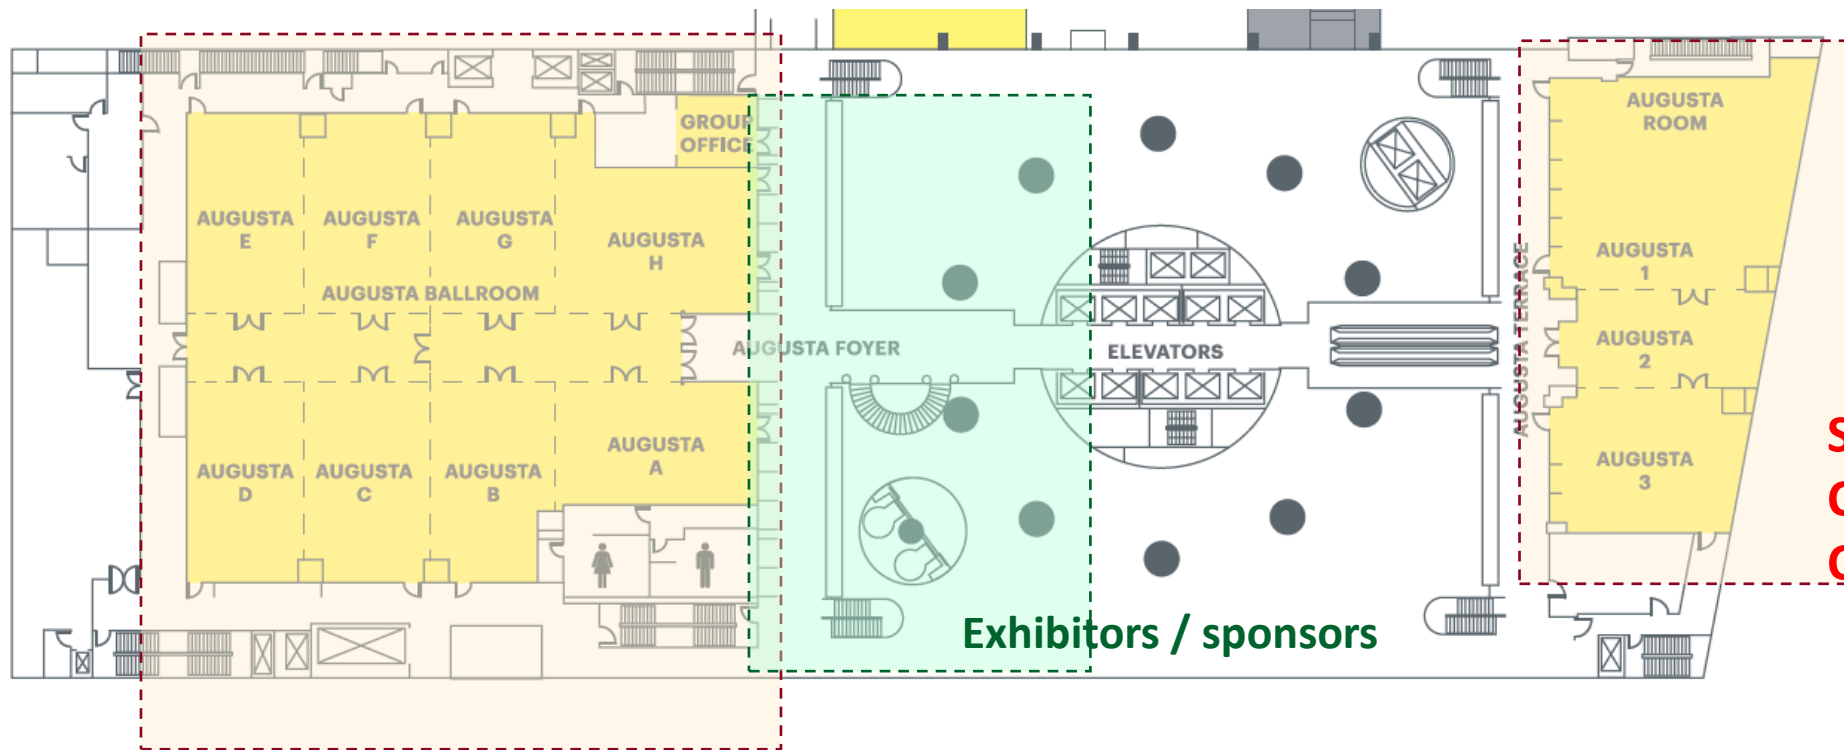 GROUP
OFFICE
AUGUSTA
E
AUGUSTA
F
AUGUSTA
G
AUGUSTA
H
AUGUSTA BALLROOM
AUGUSTA
D
AUGUSTA
C
AUGUSTA
B
AUGUSTA
A
AUGUSTA FOYER
ELEVATORS
Exhibitors / sponsors
AUGUSTA TERRACE
AUGUSTA
ROOM
AUGUSTA
1
AUGUSTA
2
AUGUSTA
3